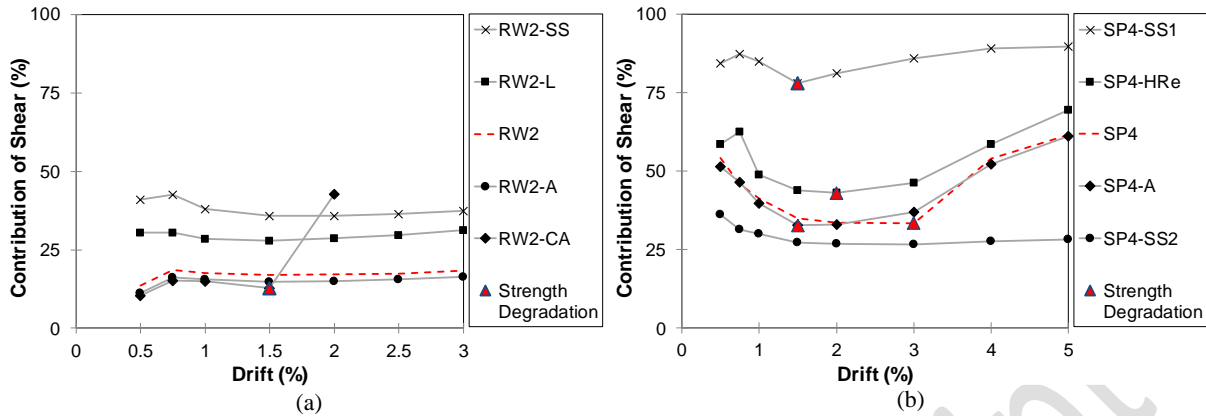 Contribution of Shear (%)
100
75
50
25
0
0
0.5
1
1.5
2
2.5
3
Drift (%)
RW2-SS
RW2-L
RW2
RW2-A
RW2-CA
Strength
Degradation
(a)
Contribution of Shear (%)
100
75
50
25
0
0
1
2
3
4
5
Drift (%)
SP4-SS1
SP4-HRe
SP4
SP4-A
SP4-SS2
Strength
Degradation
(b)